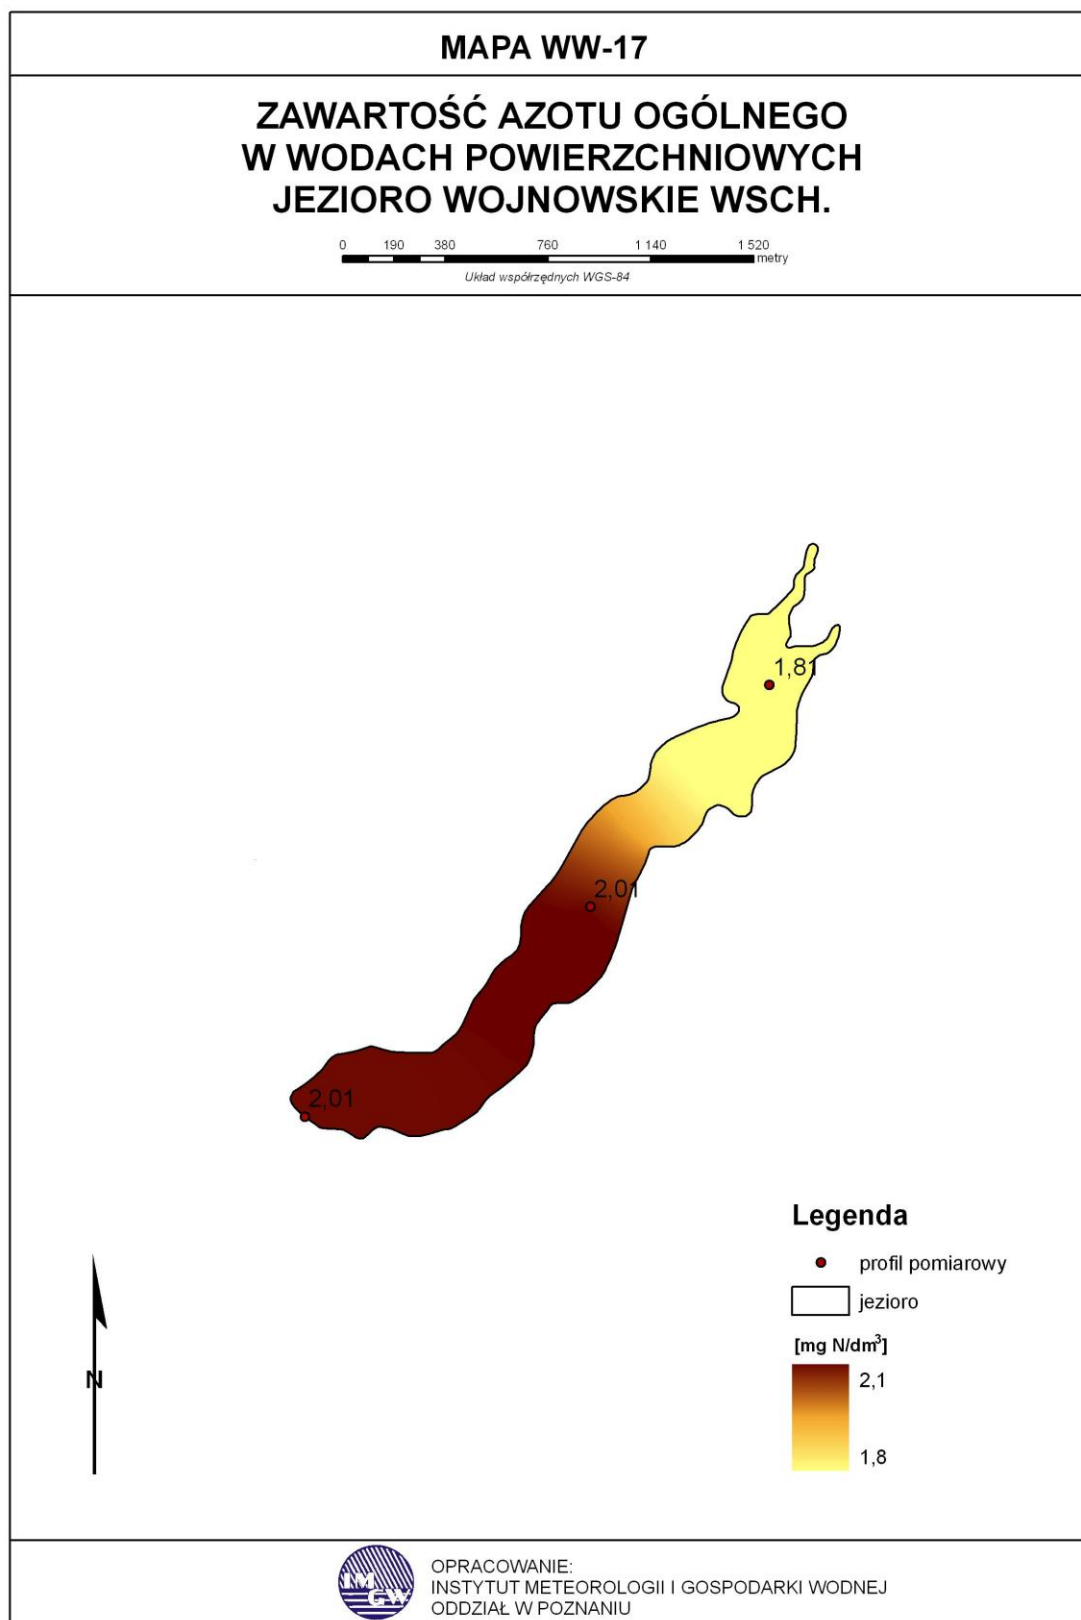 MAPA WW-17
ZAWARTOŚĆ AZOTU OGÓLNEGO
W WODACH POWIERZCHNIOWYCH
JEZIORO WOJNOWSKIE WSCH.
0 190 380 760 1 140 1 520
metry
Układ współrzędnych WGS-84
1,81
2,01
2,01
Legenda
profil pomiarowy
jezioro
[mg N/dm³]
2,1
1,8
N
IM
GW
OPRACOWANIE:
INSTYTUT METEOROLOGII I GOSPODARKI WODNEJ
ODDZIAŁ W POZNANIU